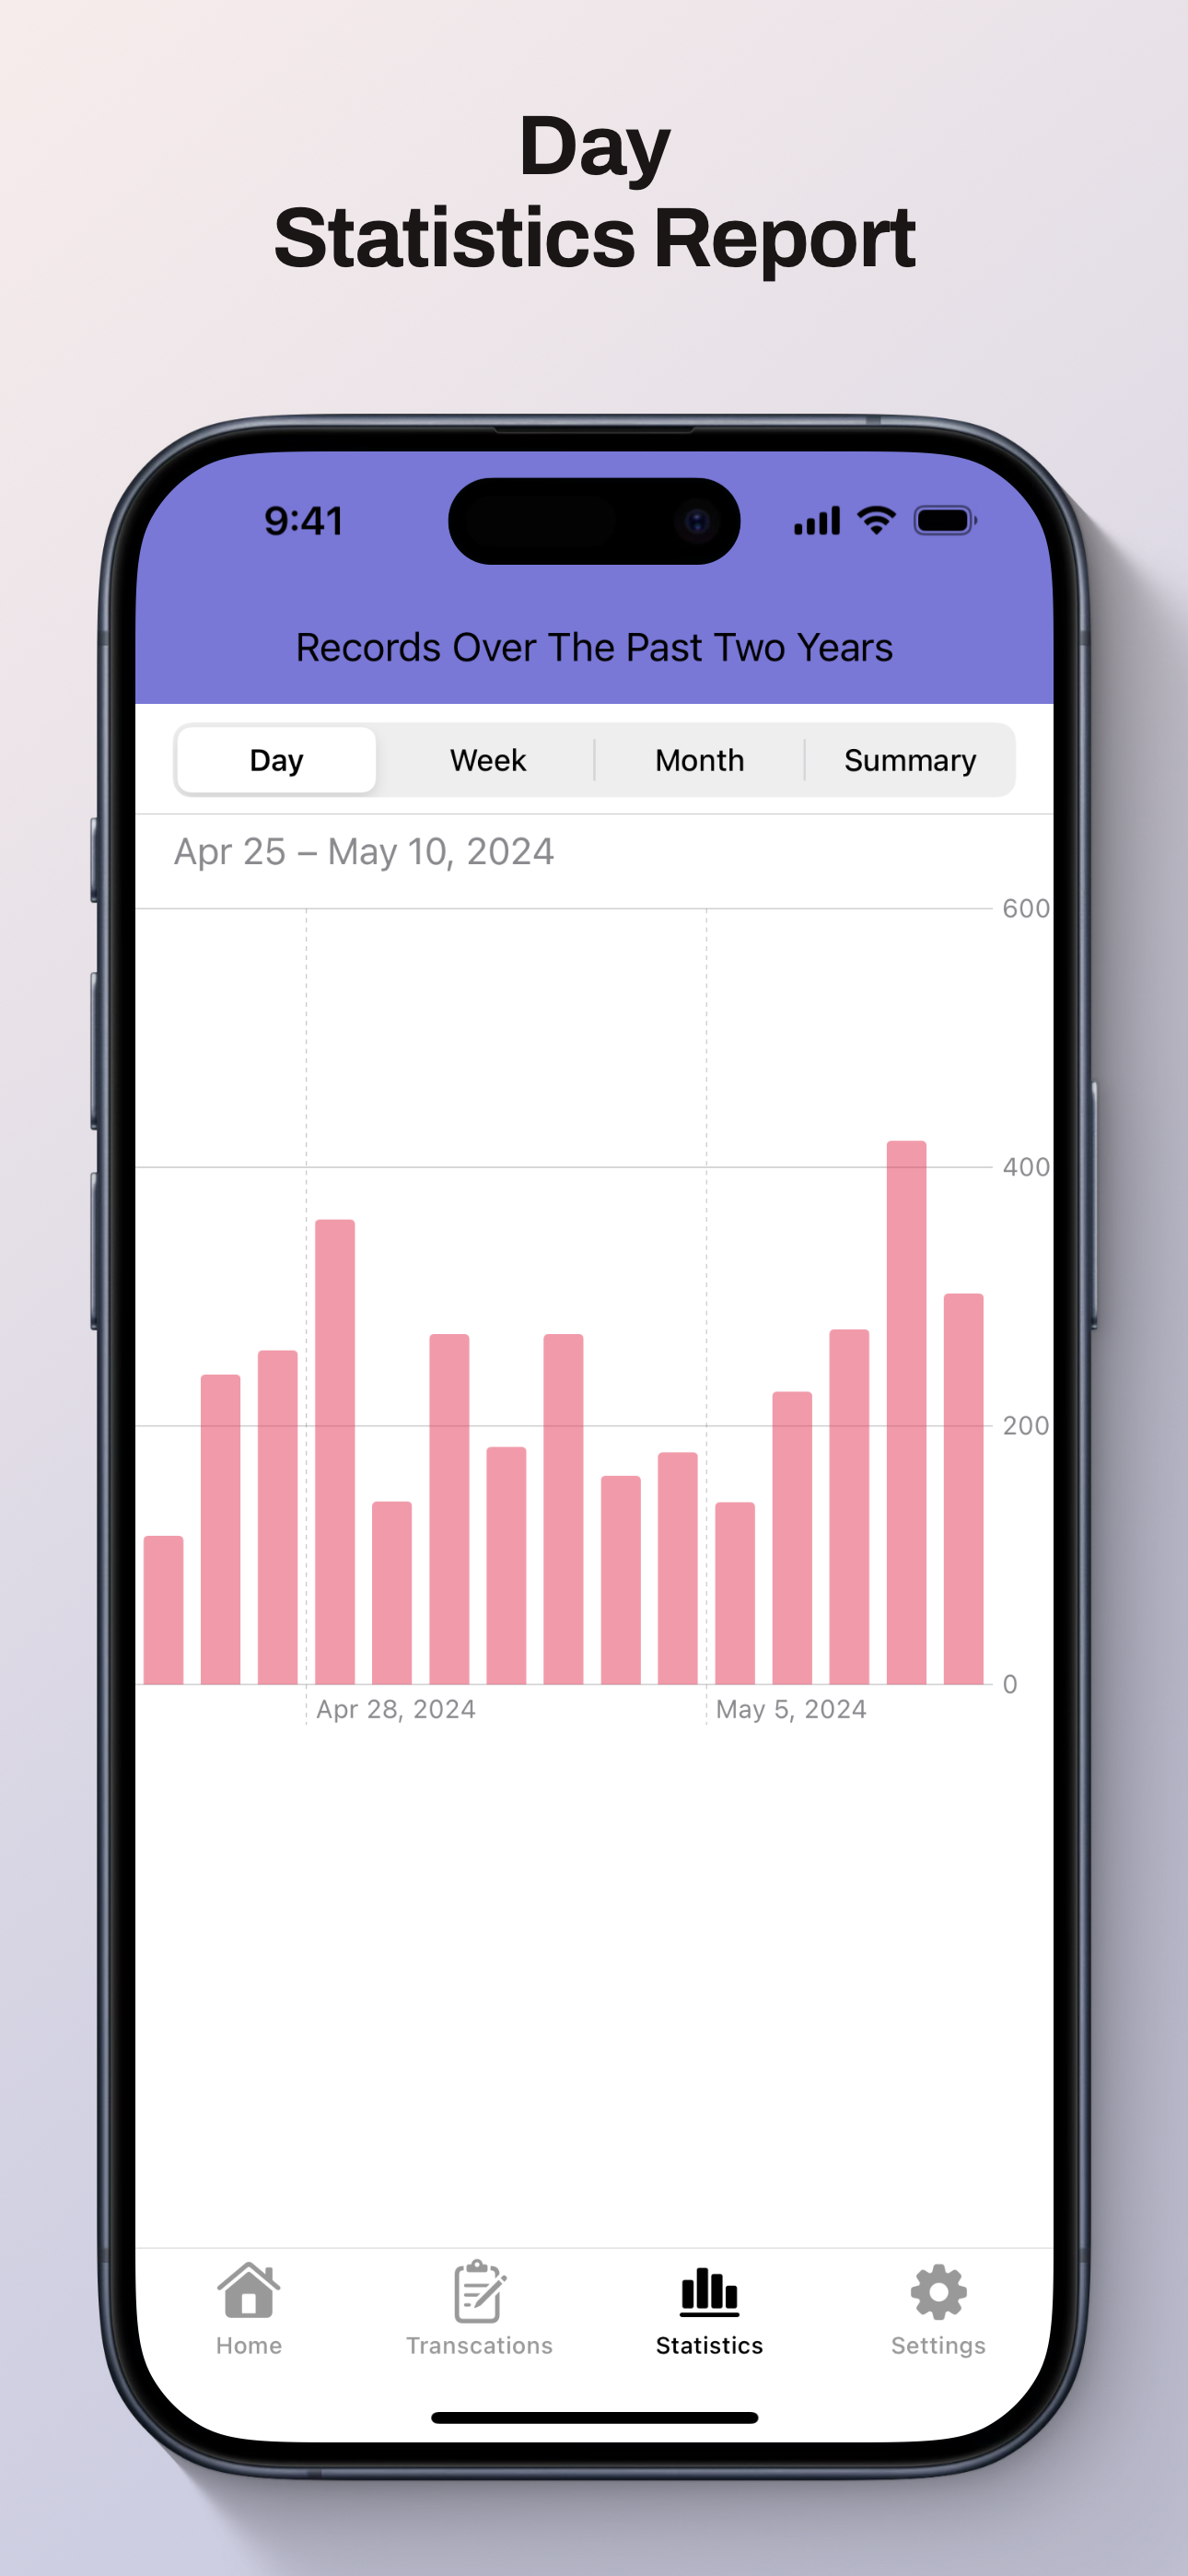 Day
Statistics Report
9:41
Records Over The Past Two Years
Day Week Month Summary
Apr 25 – May 10, 2024
600
400
200
0
Apr 28, 2024 May 5, 2024
Home Transcations Statistics Settings